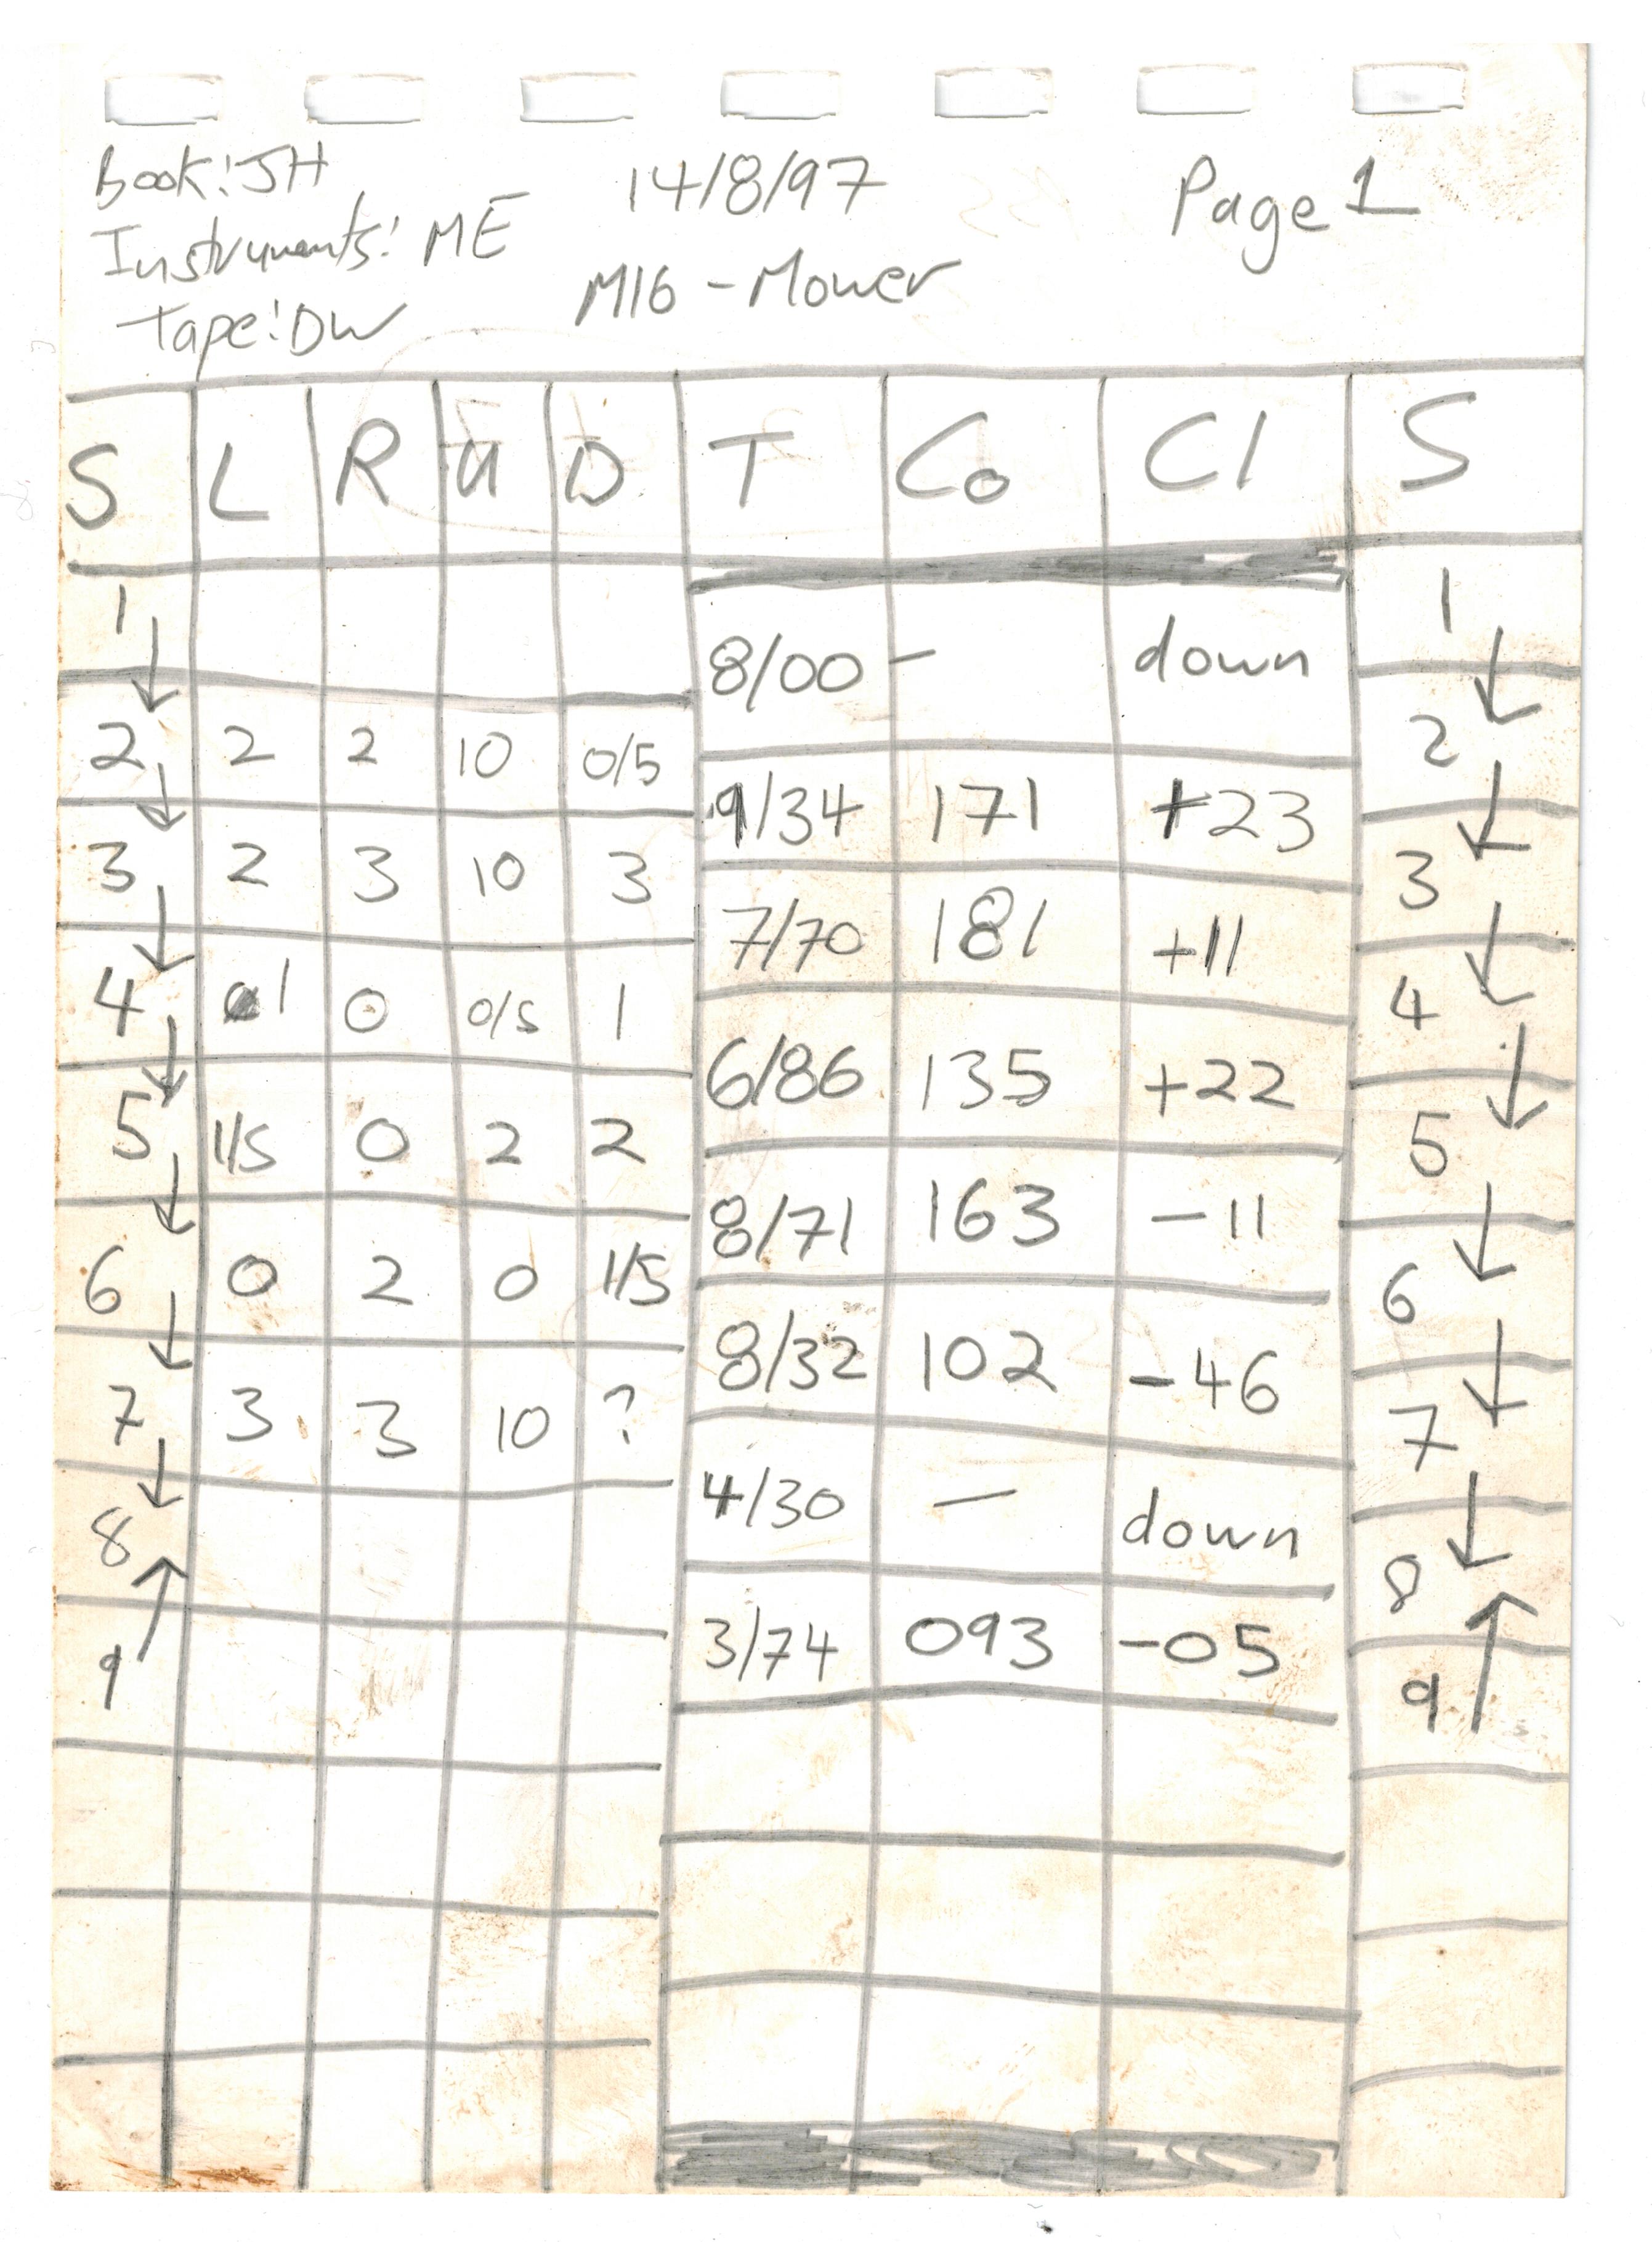 Book: JH 14/8/97 Page 1
Instruments: ME
M16 - Mower
Tape: DW
S L R U D T Co Cl S
1 ↓ 1 ↓
8/00 – down
2 ↓ 2 2 10 0/5 2 ↓
9/34 171 +23
3 ↓ 2 3 10 3 3 ↓
7/70 181 +11
4 ↓ 1 0 0/5 1 4 ↓
6/86 135 +22
5 ↓ 1/5 0 2 2 5 ↓
8/71 163 -11
6 ↓ 0 2 0 1/5 6 ↓
8/32 102 -46
7 ↓ 3 3 10 ? 7 ↓
4/30 – down
8 8
3/74 093 -05
9 ↑ 9 ↑